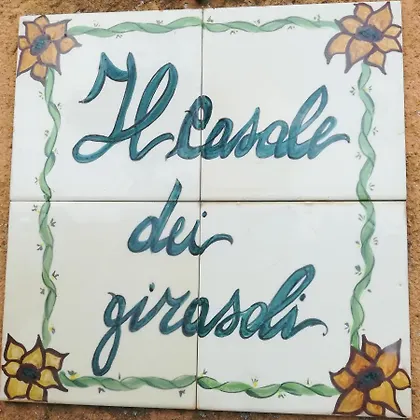 Il Casale
dei
girasoli